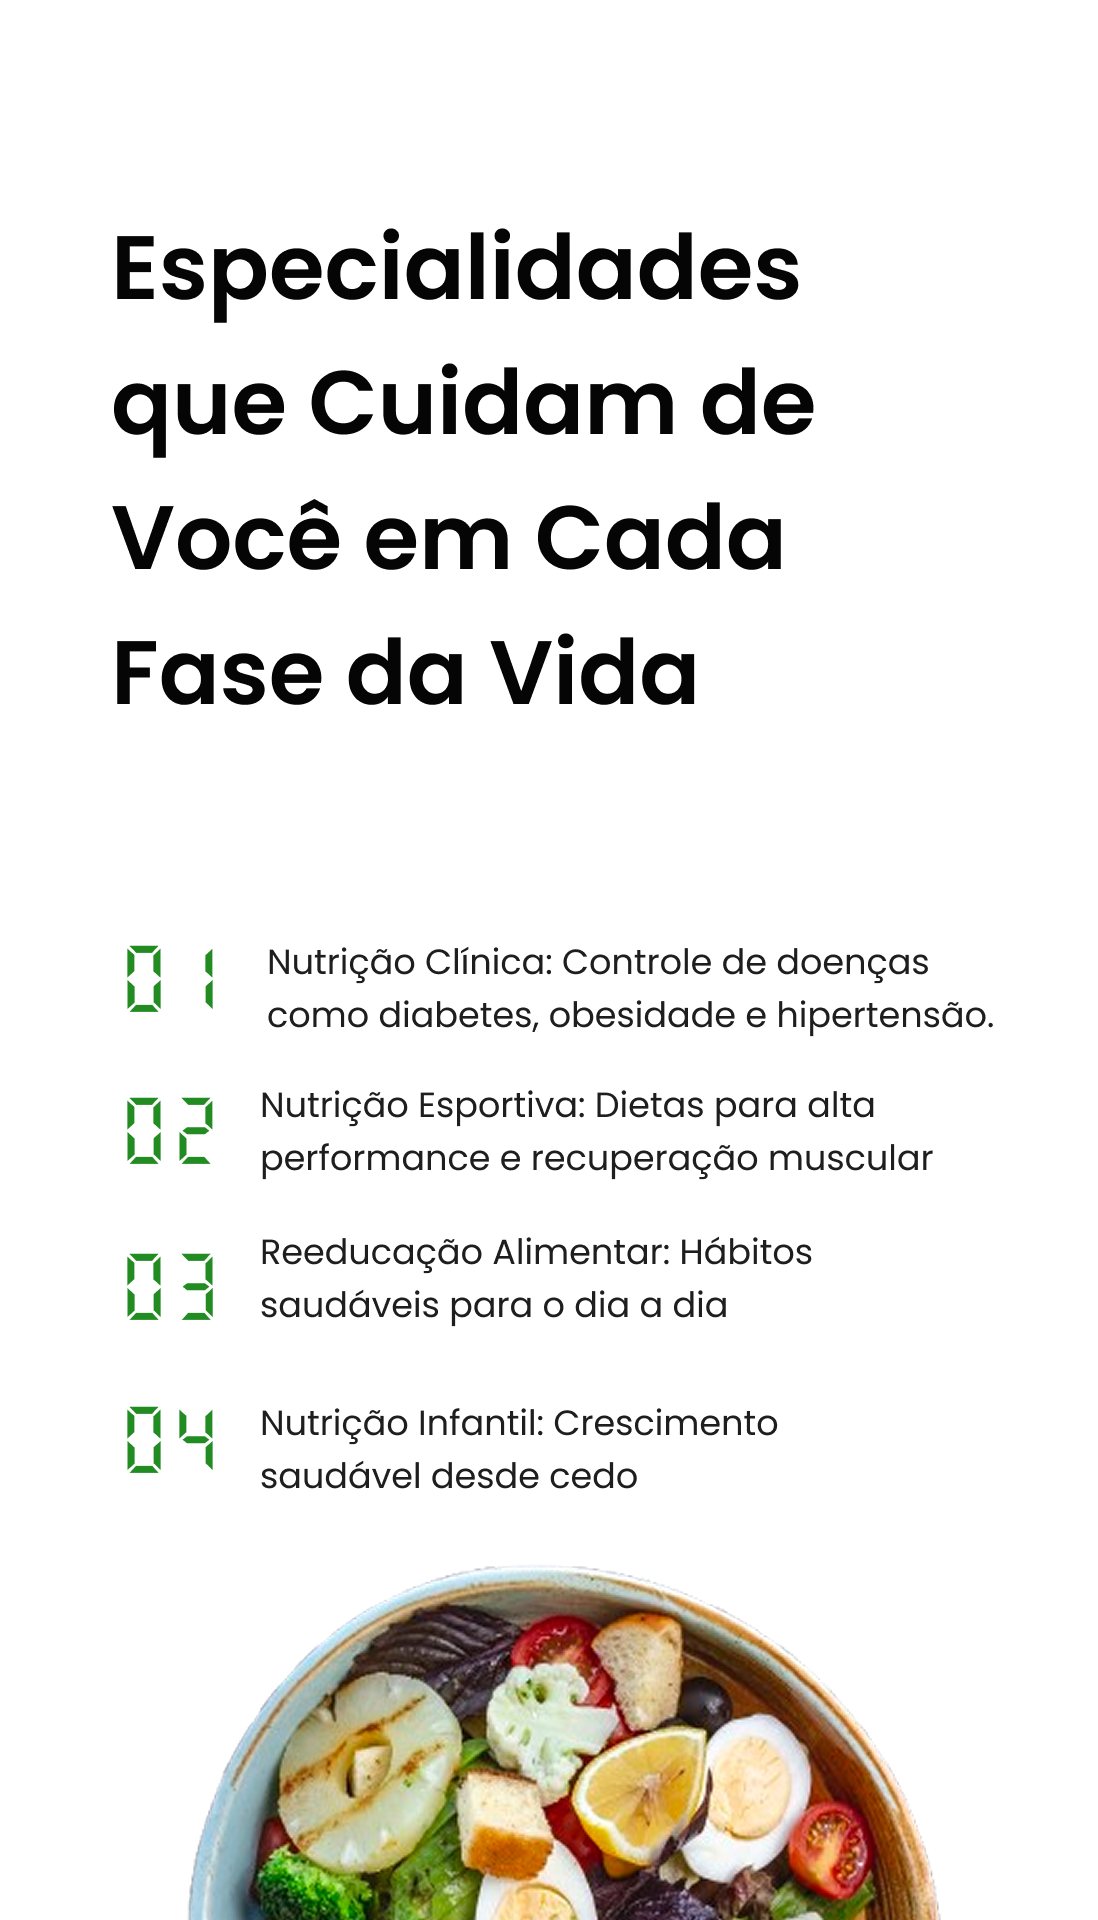 Especialidades
que Cuidam de
Você em Cada
Fase da Vida
01 Nutrição Clínica: Controle de doenças
como diabetes, obesidade e hipertensão.
02 Nutrição Esportiva: Dietas para alta
performance e recuperação muscular
03 Reeducação Alimentar: Hábitos
saudáveis para o dia a dia
04 Nutrição Infantil: Crescimento
saudável desde cedo